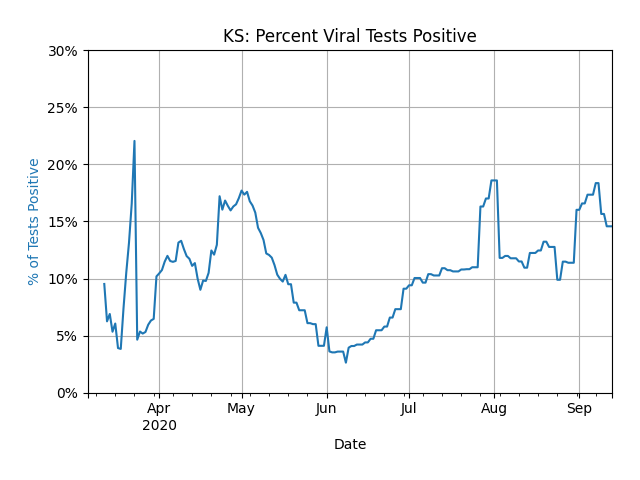 KS: Percent Viral Tests Positive
30%
25%
20%
15%
10%
5%
0%
% of Tests Positive
Apr May Jun Jul Aug Sep
2020
Date